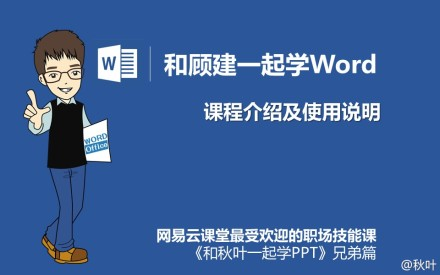 W
和顾建一起学Word
课程介绍及使用说明
WORD
Office
网易云课堂最受欢迎的职场技能课
《和秋叶一起学PPT》兄弟篇
@秋叶